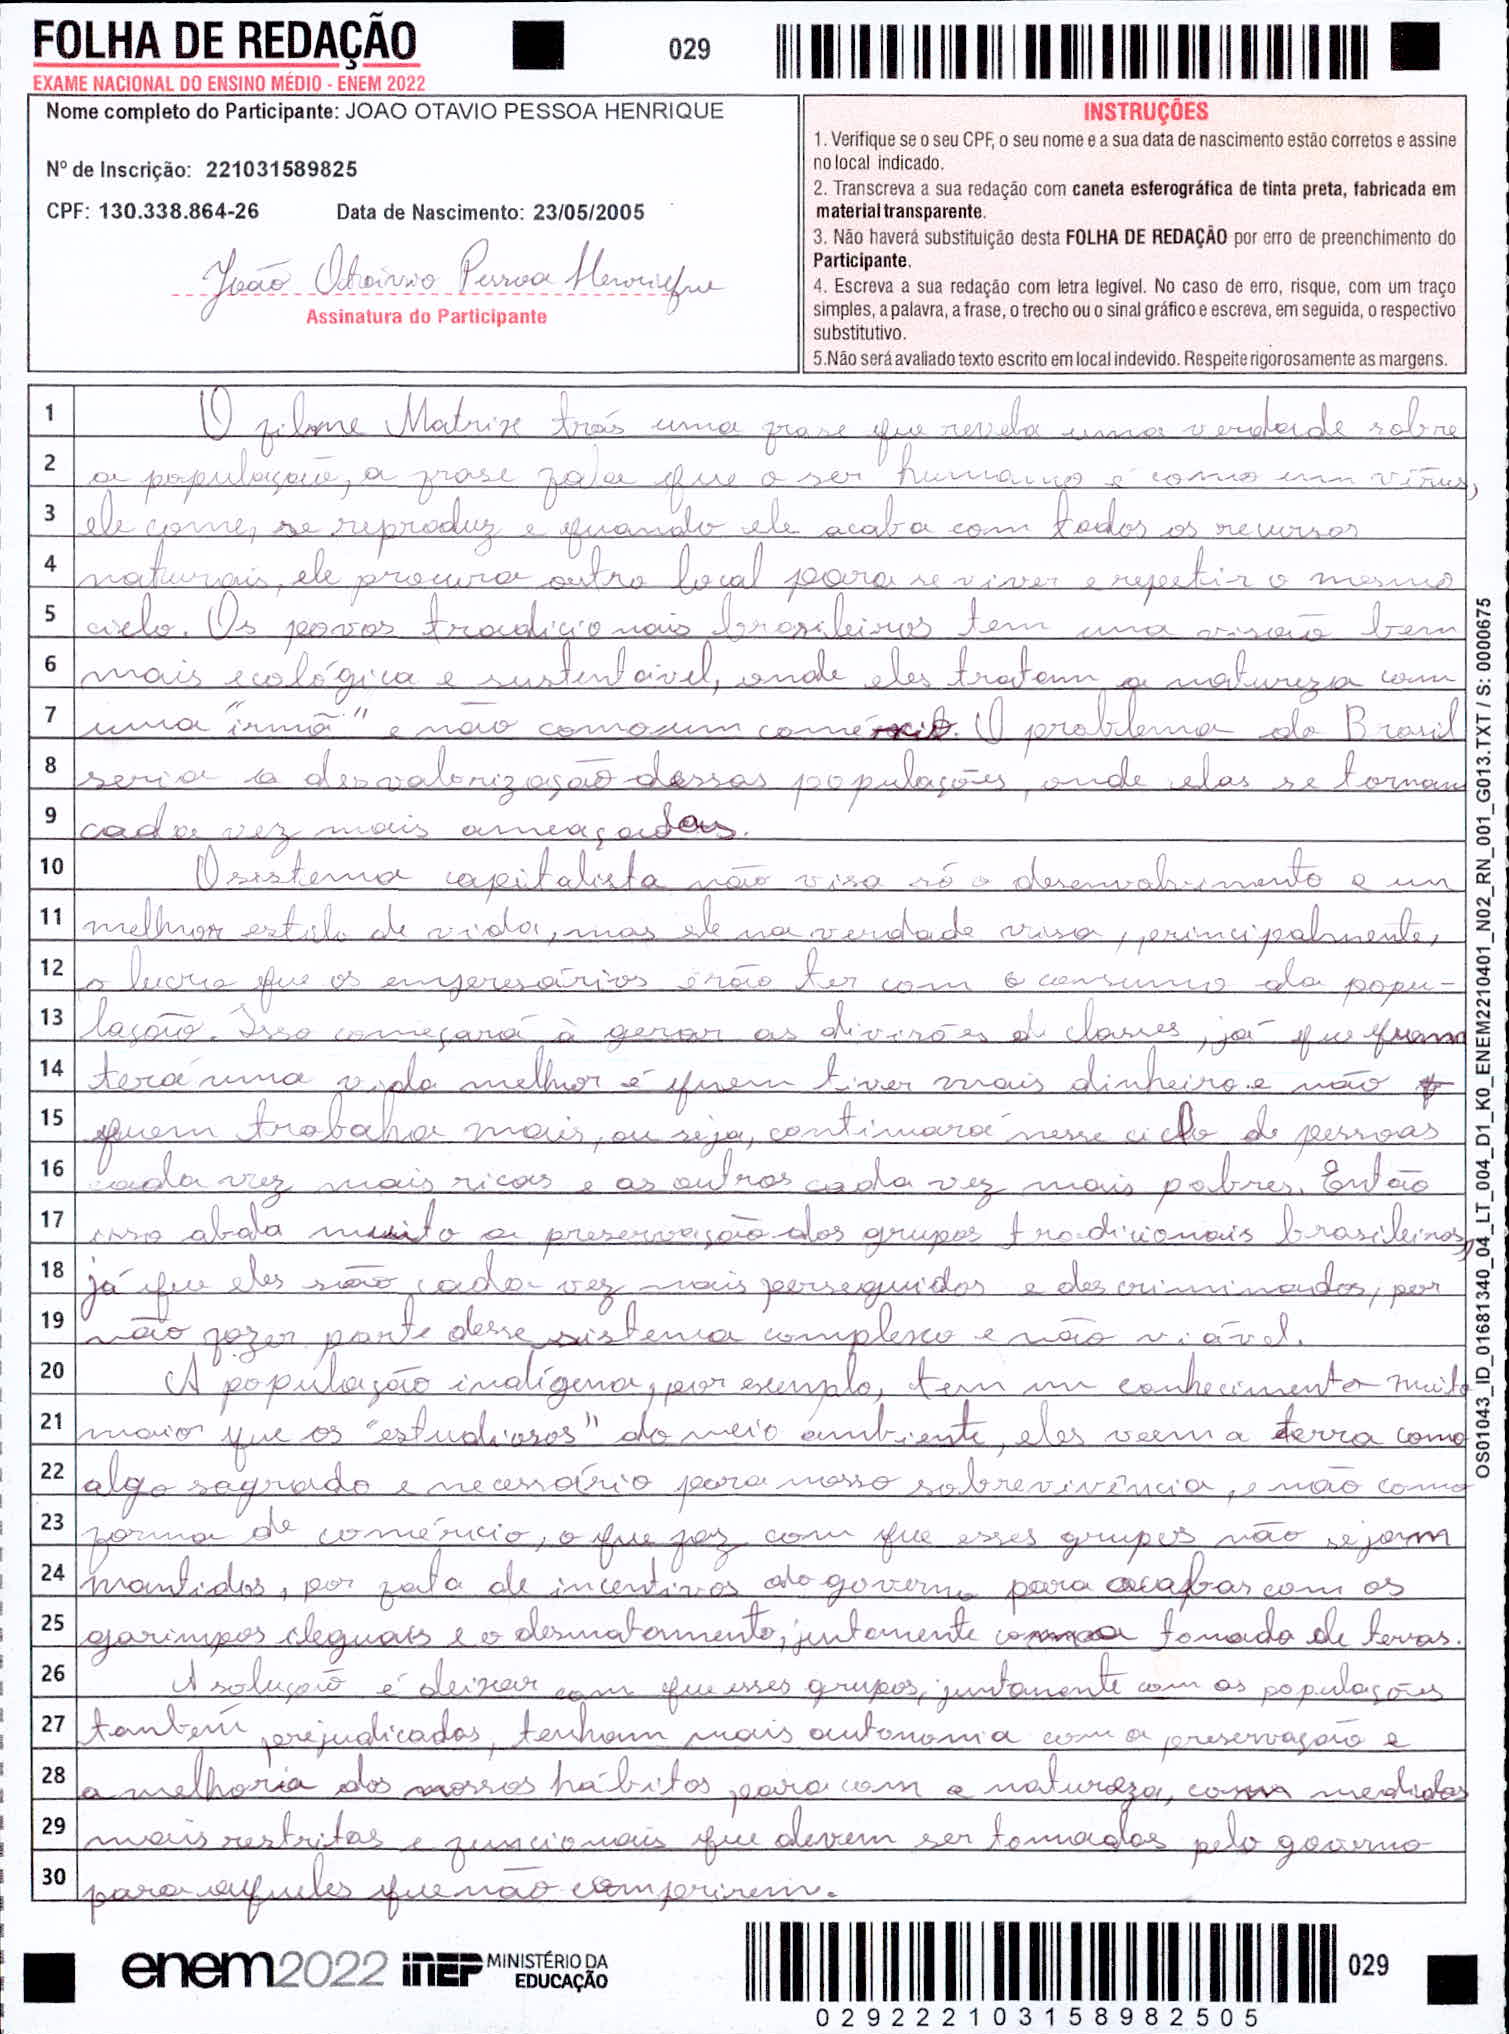 FOLHA DE REDAÇÃO
029
EXAME NACIONAL DO ENSINO MÉDIO - ENEM 2022
Nome completo do Participante: JOAO OTAVIO PESSOA HENRIQUE
Nº de Inscrição: 221031589825
CPF: 130.338.864-26 Data de Nascimento: 23/05/2005
João Otávio Pessoa Henrique
Assinatura do Participante
INSTRUÇÕES
1. Verifique se o seu CPF, o seu nome e a sua data de nascimento estão corretos e assine
no local indicado.
2. Transcreva a sua redação com caneta esferográfica de tinta preta, fabricada em
material transparente.
3. Não haverá substituição desta FOLHA DE REDAÇÃO por erro de preenchimento do
Participante.
4. Escreva a sua redação com letra legível. No caso de erro, risque, com um traço
simples, a palavra, a frase, o trecho ou o sinal gráfico e escreva, em seguida, o respectivo
substitutivo.
5.Não será avaliado texto escrito em local indevido. Respeite rigorosamente as margens.
1 O filme Matrix trás uma frase que revela uma verdade sobre
2 a população, a frase fala que o ser humano é como um vírus,
3 ele come, se reproduz e quando ele acaba com todos os recursos
4 naturais, ele procura outro local para se viver e repetir o mesmo
5 ciclo. Os povos tradicionais brasileiros tem uma visão bem
6 mais ecológica e sustentável, onde eles tratam a natureza com
7 uma "irmã" e não como um comércio. O problema do Brasil
8 seria a desvalorização dessas populações, onde elas se tornam
9 cada vez mais ameaçadas.
10 O sistema capitalista não visa só o desenvolvimento e um
11 melhor estilo de vida, mas ele na verdade visa, principalmente,
12 o lucro que os empresários irão ter com o consumo da popu-
13 lação. Isso começará à gerar as divisões de classes, já que quem
14 terá uma vida melhor é quem tiver mais dinheiro e não
15 quem trabaha mais, ou seja, continuará nesse ciclo de pessoas
16 cada vez mais ricas e as outras cada vez mais pobres. Então
17 isso abala muito a preservação dos grupos tradicionais brasileiros,
18 já que eles são cada vez mais perseguidos e descriminados, por
19 não fazer parte desse sistema complexo e não viável.
20 A população indígena, por exemplo, tem um conhecimento muito
21 maior que os "estudiosos" do meio ambiente, eles veem a terra como
22 algo sagrado e necessário para nosso sobrevivência, e não como
23 forma de comércio, o que faz com que esses grupos não sejam
24 mantidos, por fata de incentivos do governo para acabar com os
25 garimpos ileguais e o desmatamento, juntamente com a tomada de terras.
26 A solução é deixar com que esses grupos, juntamente com as populações
27 também prejudicadas, tenham mais autonomia com a preservação e
28 a melhoria dos nossos hábitos para com a natureza, com medidas
29 mais restritas e funcionais que devem ser tomadas pelo governo
30 para aqueles que não comprirem.
OS01043_ID_01681340_04_LT_004_D1_K0_ENEM2210401_N02_RN_001_G013.TXT / S: 0000675
enem2022 inep MINISTÉRIO DA
EDUCAÇÃO
029
0292221031589825​05